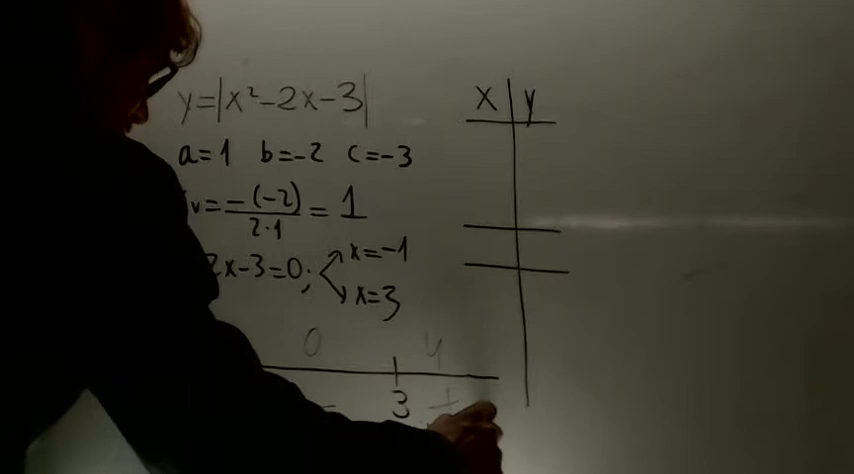 y=|x²-2x-3|
a=1 b=-2 c=-3
v=-(-2)/2·1=1
2x-3=0; x=-1
x=3
0 4
- 3 +
x y